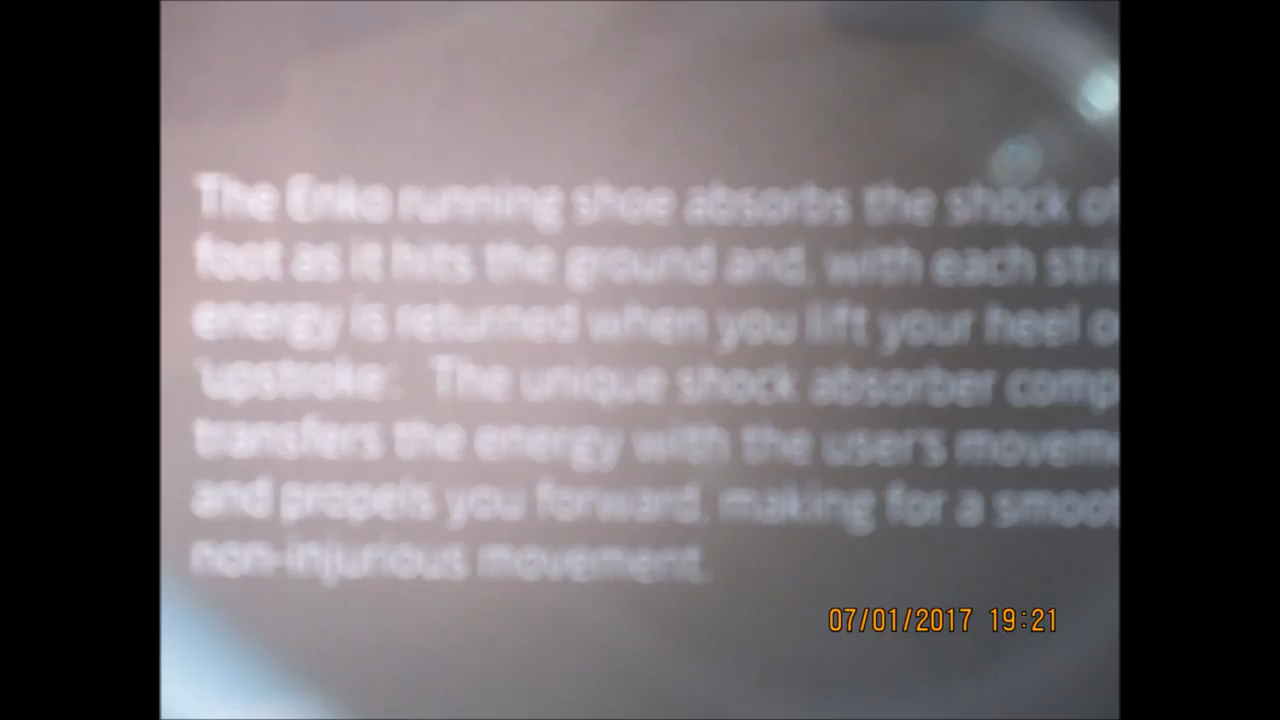 The Enko running shoe absorbs the shock of
foot as it hits the ground and, with each stri
energy is returned when you lift your heel o
'upstroke'. The unique shock absorber comp
transfers the energy with the user's moveme
and propels you forward, making for a smoot
non-injurious movement.
07/01/2017 19:21